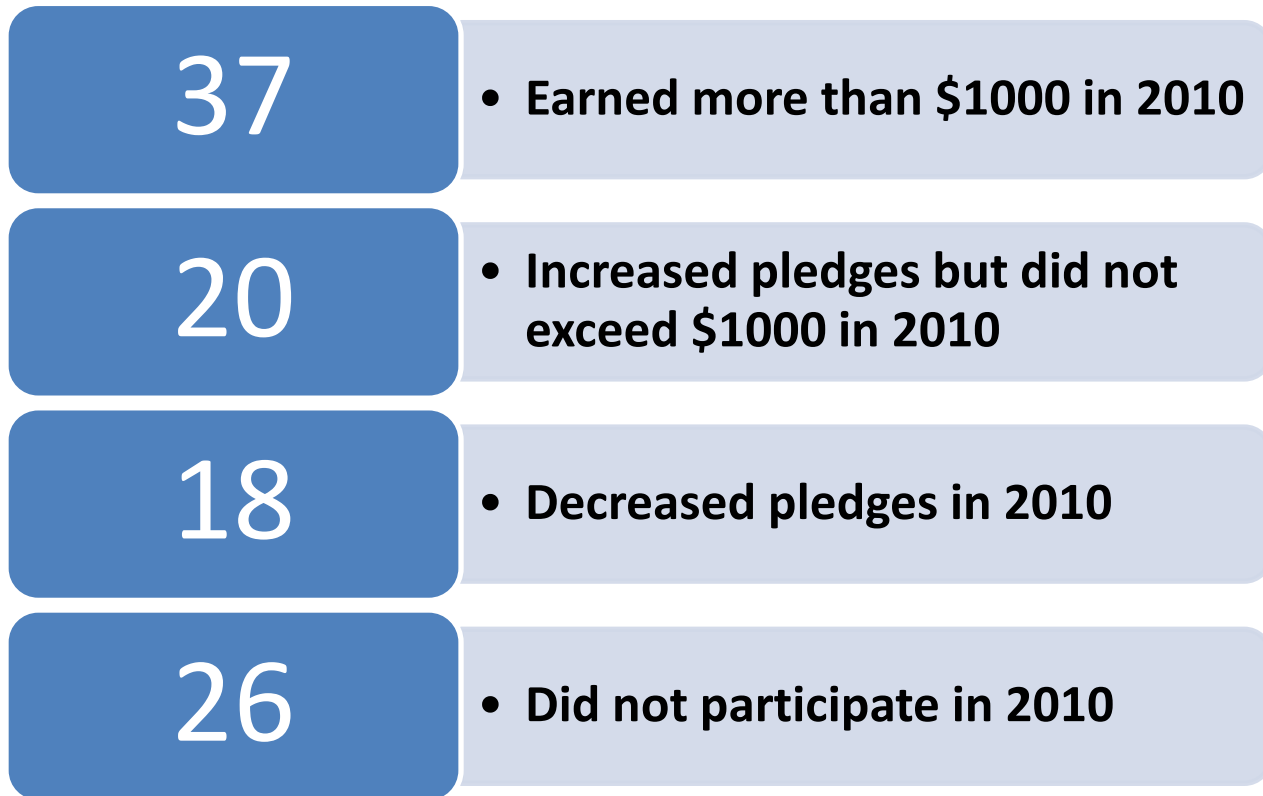 37
• Earned more than $1000 in 2010
20
• Increased pledges but did not
exceed $1000 in 2010
18
• Decreased pledges in 2010
26
• Did not participate in 2010